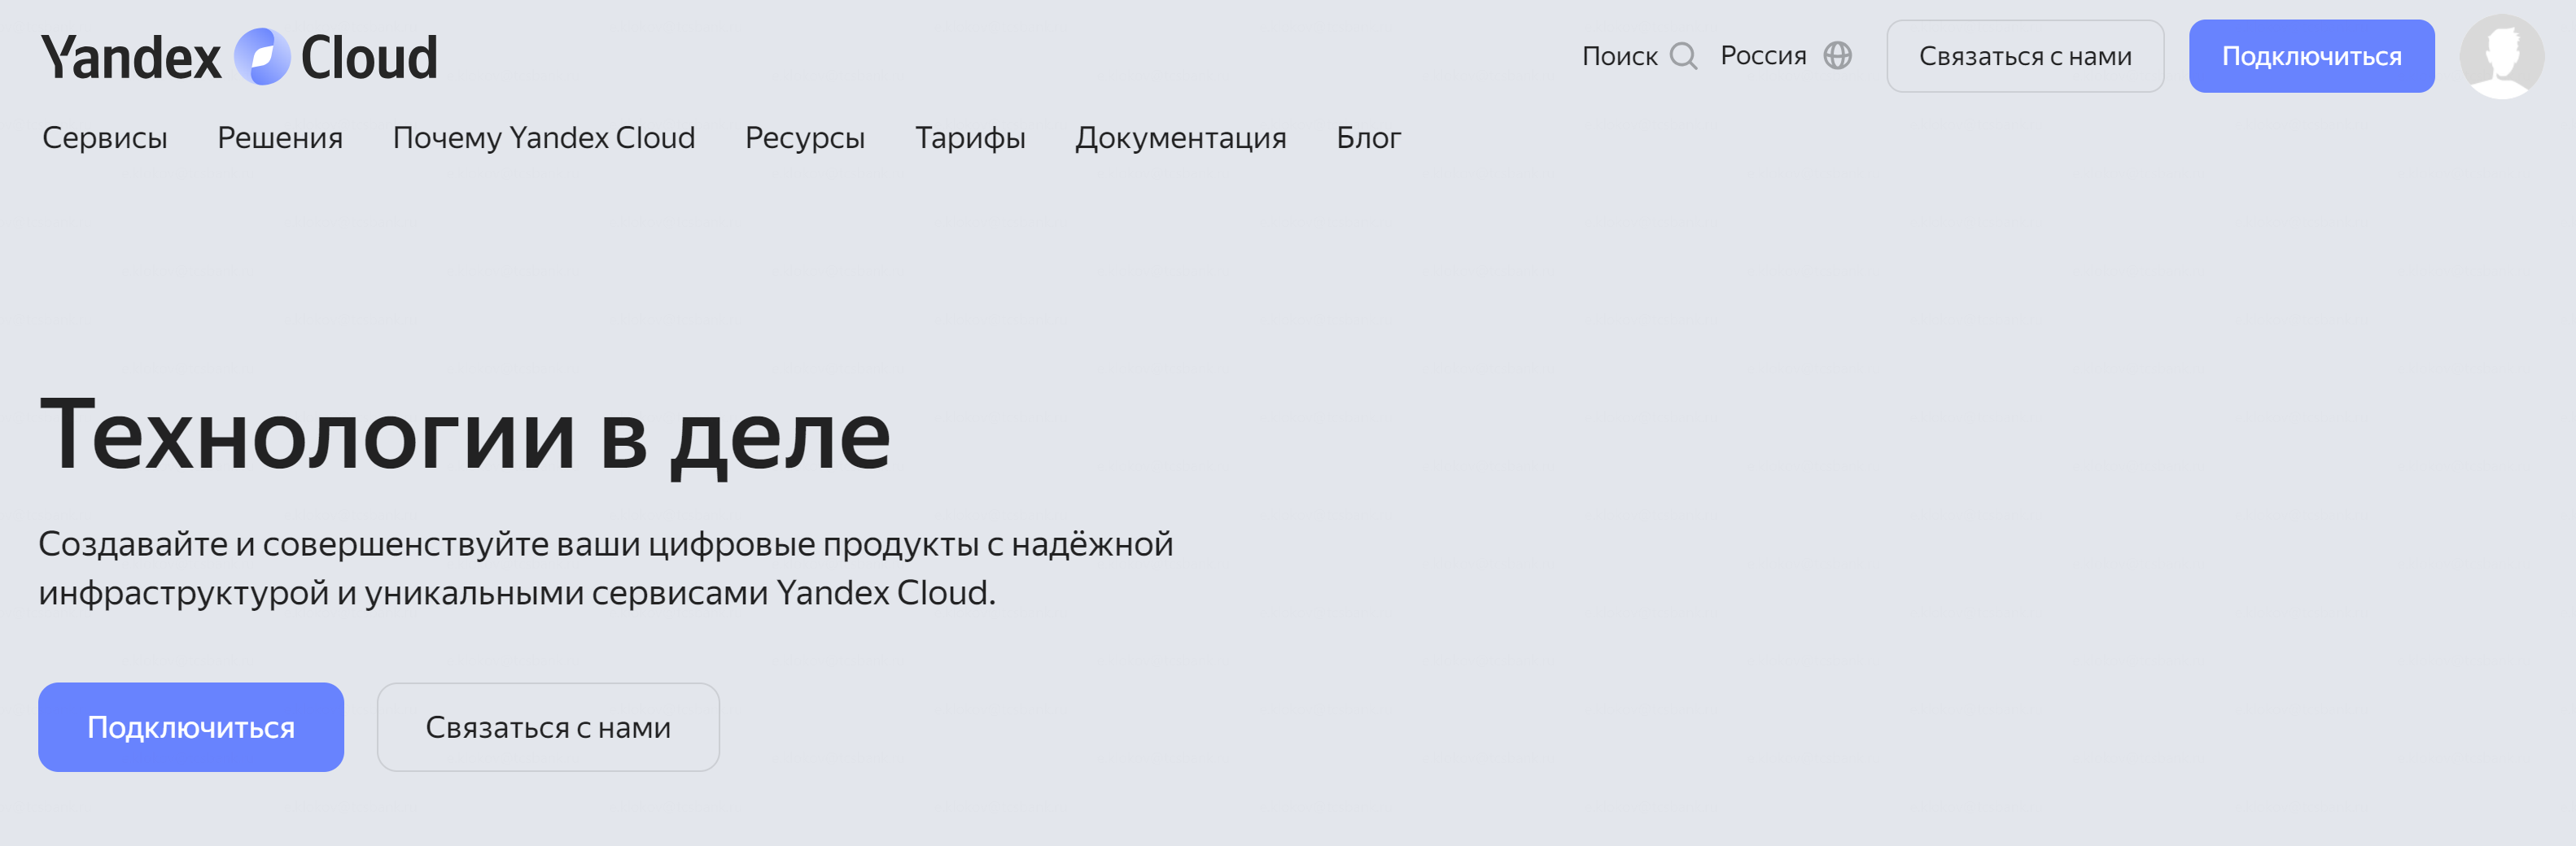 Yandex Cloud
Поиск Россия Связаться с нами Подключиться
Сервисы Решения Почему Yandex Cloud Ресурсы Тарифы Документация Блог
Технологии в деле
Создавайте и совершенствуйте ваши цифровые продукты с надёжной
инфраструктурой и уникальными сервисами Yandex Cloud.
Подключиться Связаться с нами